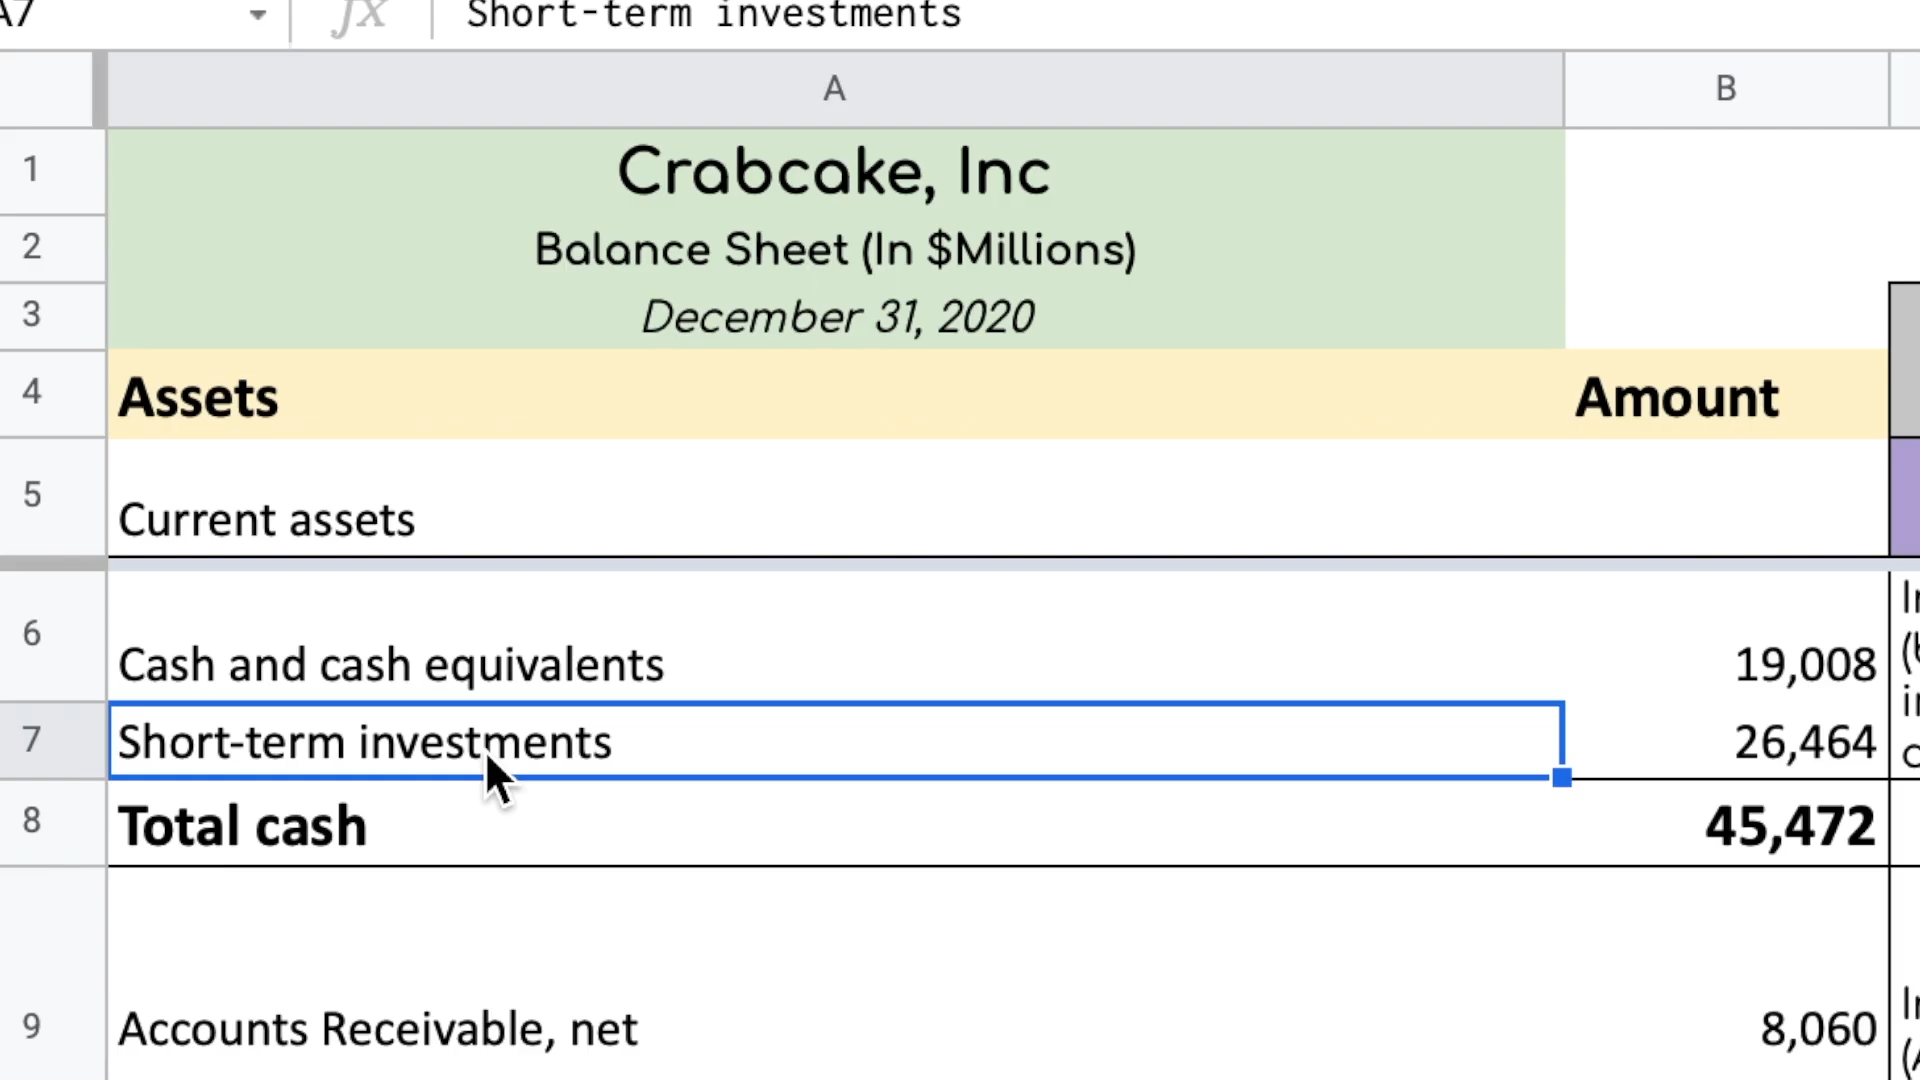 A7 fx Short-term investments
A B
1 Crabcake, Inc
2 Balance Sheet (In $Millions)
3 December 31, 2020
4 Assets Amount
5 Current assets
6 Cash and cash equivalents 19,008
7 Short-term investments 26,464
8 Total cash 45,472
9 Accounts Receivable, net 8,060